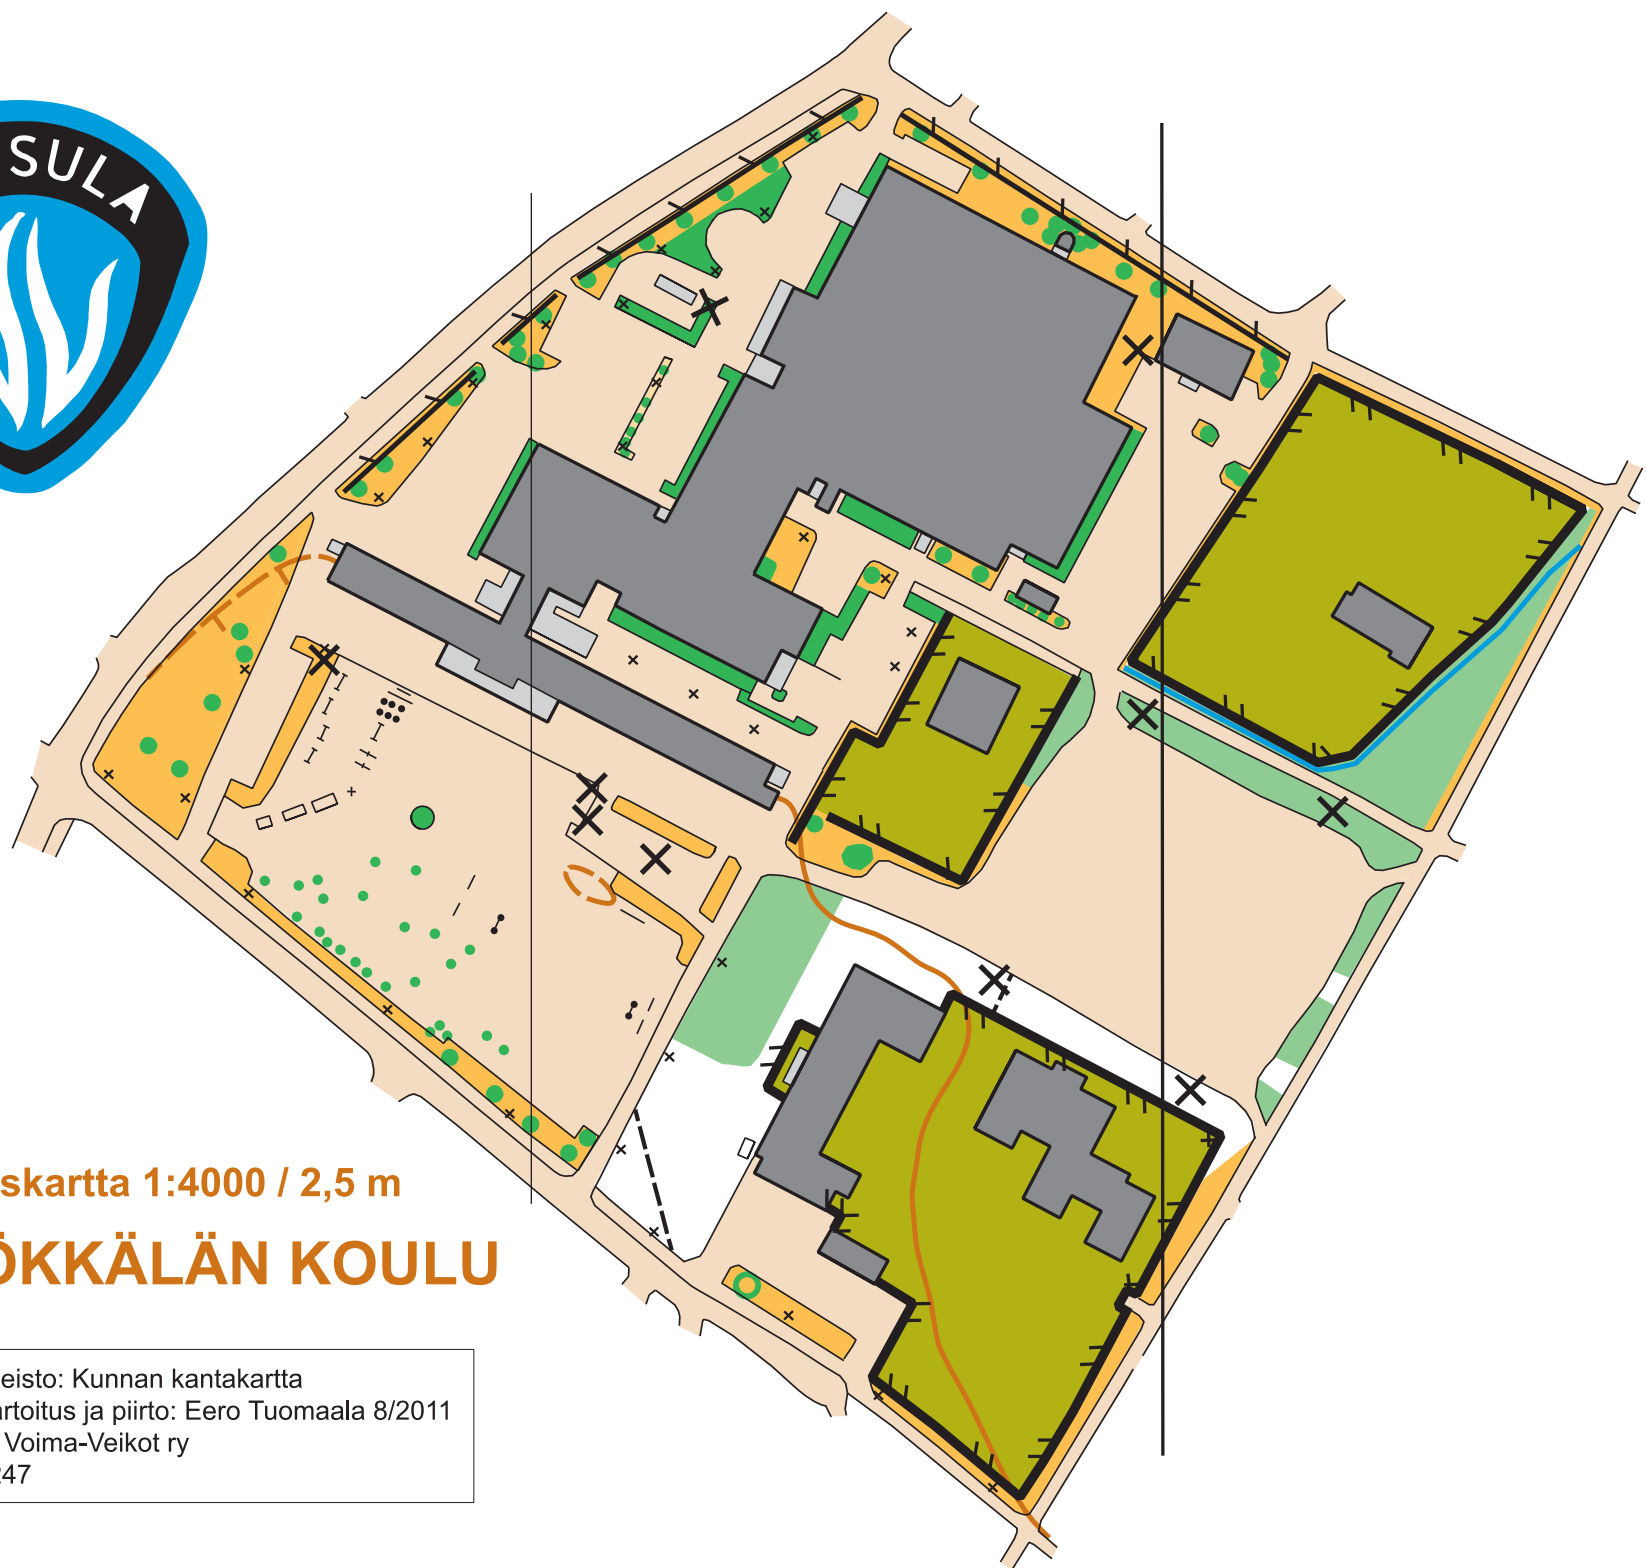 SULA
skartta 1:4000 / 2,5 m
ÖKKÄLÄN KOULU
eisto: Kunnan kantakartta
artoitus ja piirto: Eero Tuomaala 8/2011
Voima-Veikot ry
247